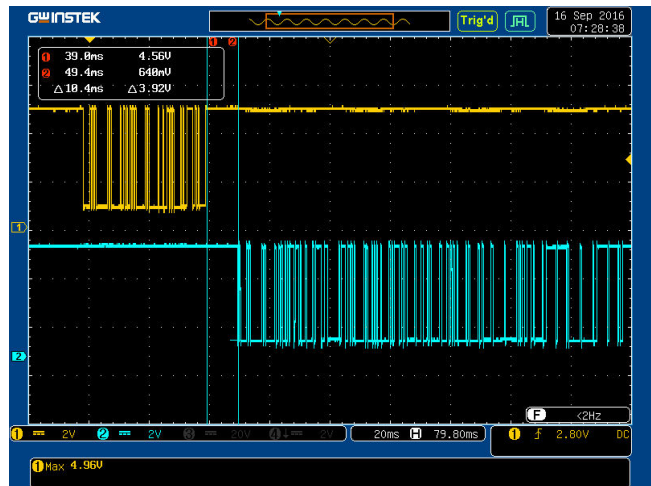 GWINSTEK Trig'd 16 Sep 2016
07:28:38
1 2
1 39.0ms 4.56V
2 49.4ms 640mV
△10.4ms △3.92V
1
2
F <2Hz
1 2V 2 2V 3 20V 4 2V 20ms H 79.80ms 1 2.80V DC
1 Max 4.96V